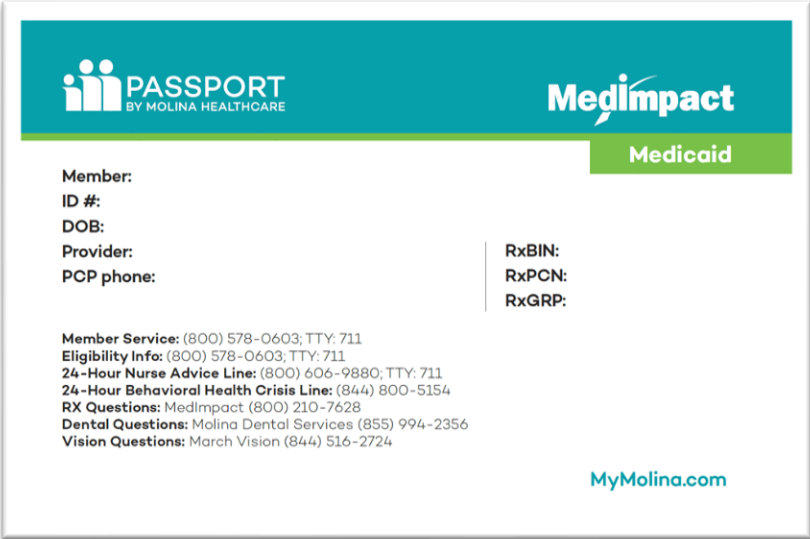 PASSPORT
BY MOLINA HEALTHCARE
MedImpact
Medicaid
Member:
ID #:
DOB:
Provider:
PCP phone:
RxBIN:
RxPCN:
RxGRP:
Member Service: (800) 578-0603; TTY: 711
Eligibility Info: (800) 578-0603; TTY: 711
24-Hour Nurse Advice Line: (800) 606-9880; TTY: 711
24-Hour Behavioral Health Crisis Line: (844) 800-5154
RX Questions: MedImpact (800) 210-7628
Dental Questions: Molina Dental Services (855) 994-2356
Vision Questions: March Vision (844) 516-2724
MyMolina.com